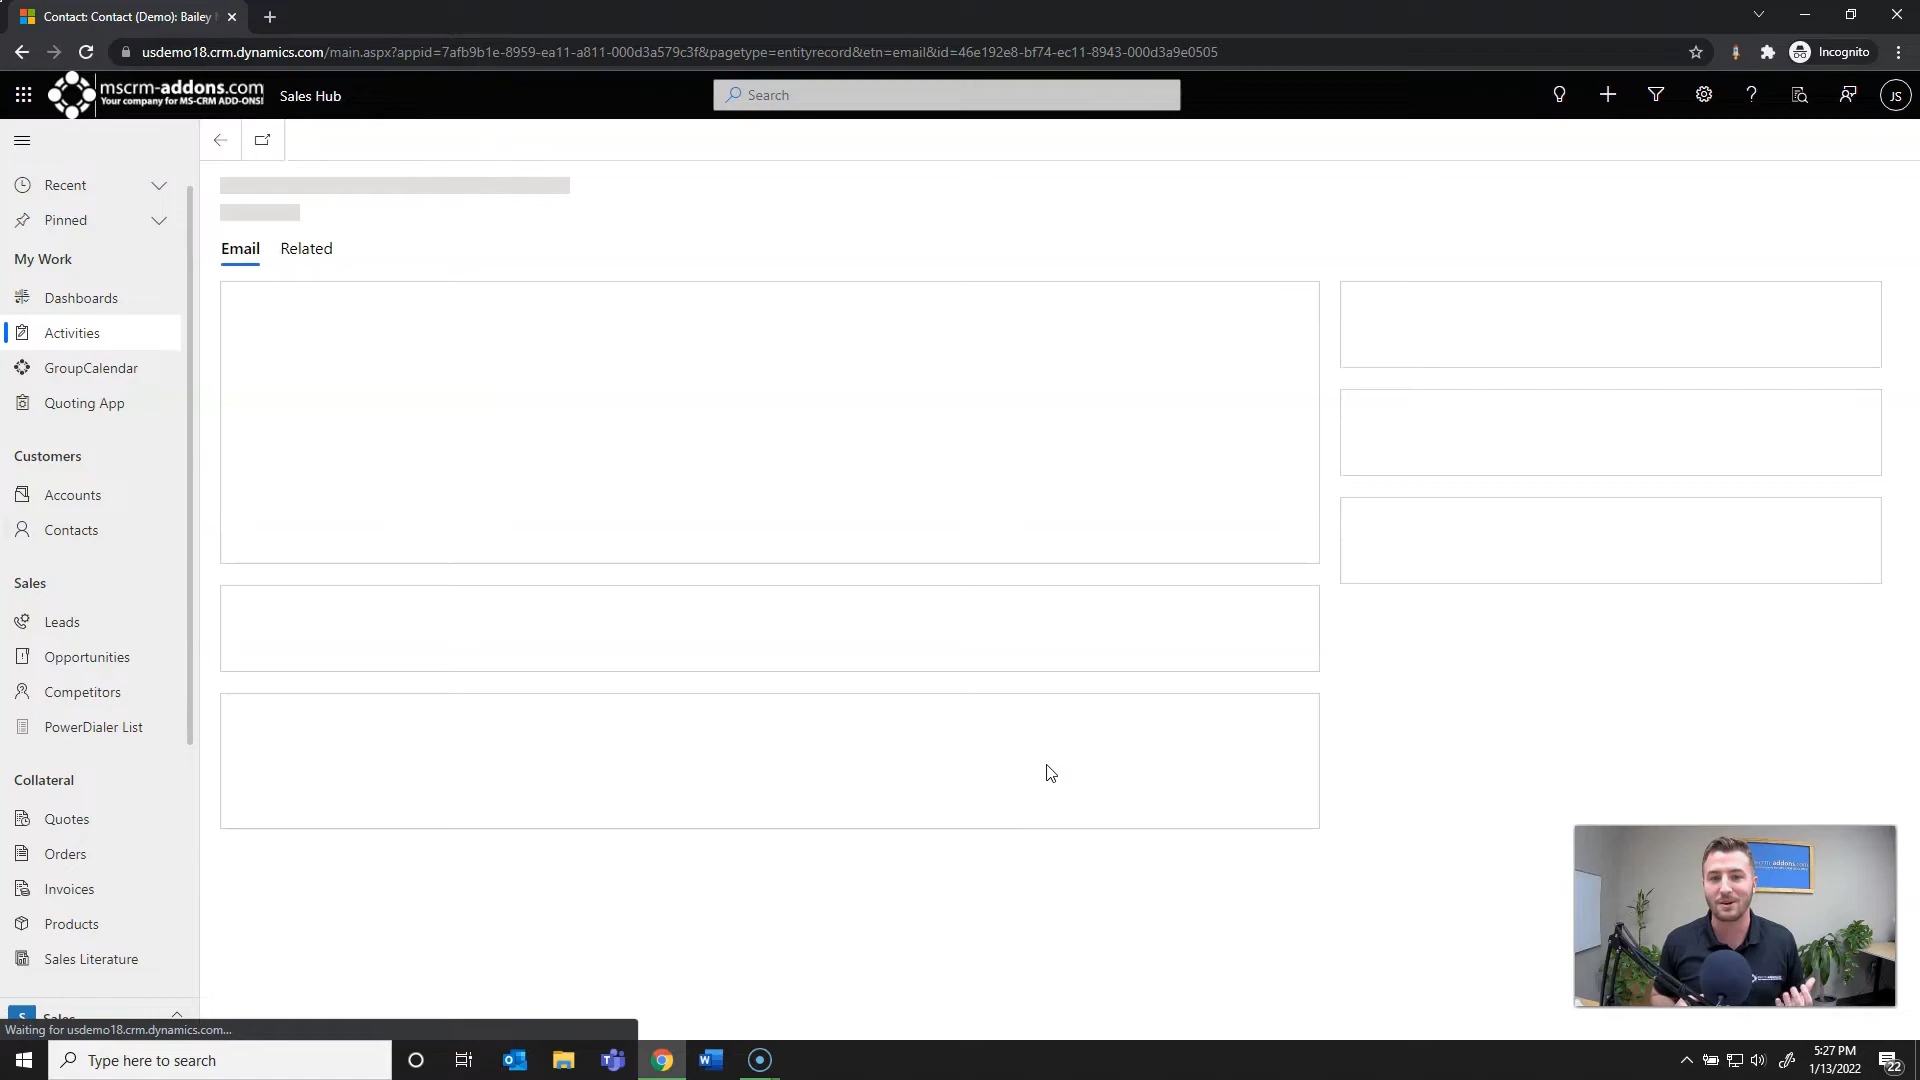 Contact: Contact (Demo): Bailey
usdemo18.crm.dynamics.com/main.aspx?appid=7afb9b1e-8959-ea11-a811-000d3a579c3f&pagetype=entityrecord&etn=email&id=46e192e8-bf74-ec11-8943-000d3a9e0505
Incognito
mscrm-addons.com
Your company for MS-CRM ADD-ONS!
Sales Hub
Search
JS
Recent
Pinned
Email Related
My Work
Dashboards
Activities
GroupCalendar
Quoting App
Customers
Accounts
Contacts
Sales
Leads
Opportunities
Competitors
PowerDialer List
Collateral
Quotes
Orders
Invoices
Products
Sales Literature
S Sales
Waiting for usdemo18.crm.dynamics.com...
Type here to search
5:27 PM
1/13/2022
22